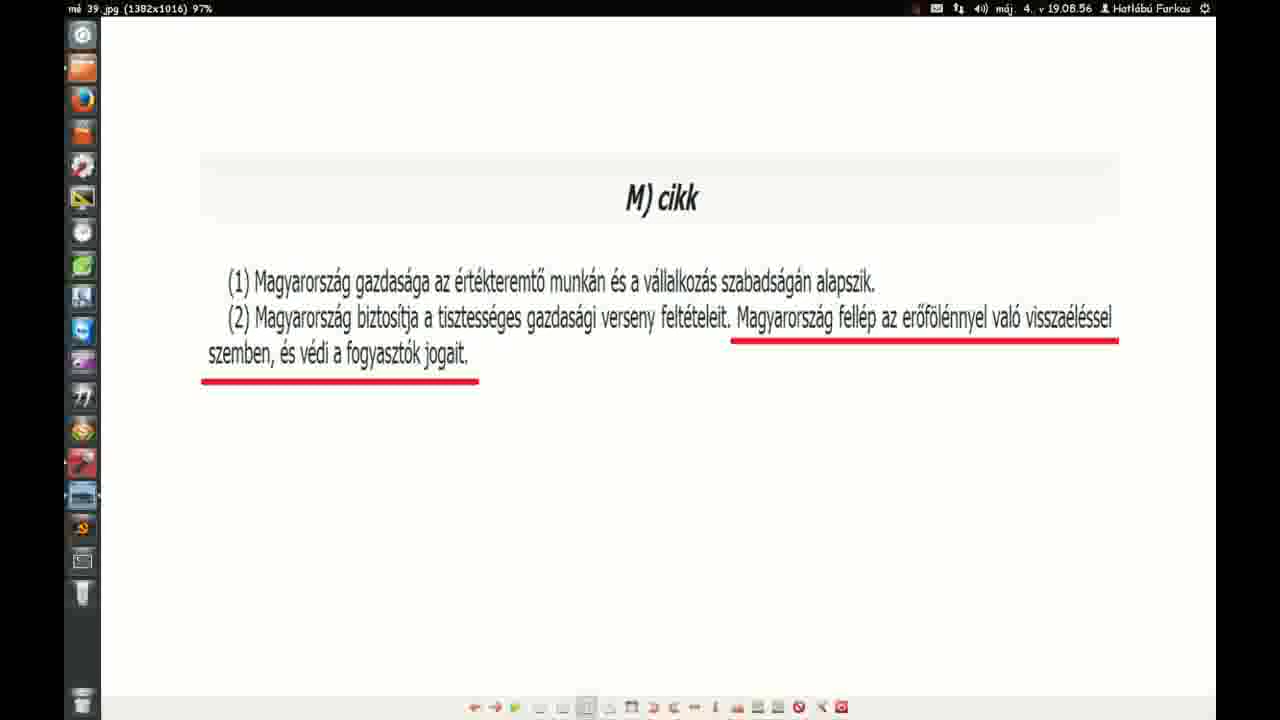 mé 39.jpg (1382x1016) 97%
máj. 4, v 19.08.56 Hatlábú Farkas
M) cikk
(1) Magyarország gazdasága az értékteremtő munkán és a vállalkozás szabadságán alapszik.
(2) Magyarország biztosítja a tisztességes gazdasági verseny feltételeit. Magyarország fellép az erőfölénnyel való visszaéléssel
szemben, és védi a fogyasztók jogait.